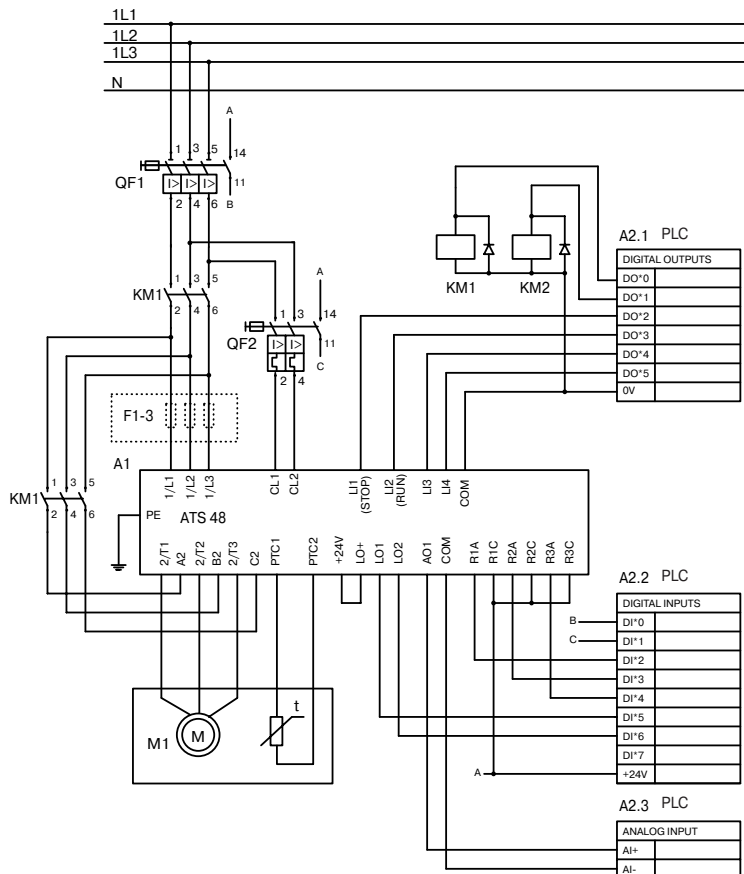 1L1
1L2
1L3
N
A
1 3 5 14
QF1
I> I> I>
11
2 4 6
B
A2.1 PLC
DIGITAL OUTPUTS
DO*0
DO*1
DO*2
DO*3
DO*4
DO*5
0V
KM1 KM2
A
1 3 5
KM1
2 4 6
1 3 14
QF2
I> I>
11
2 4
C
F1-3
A1
1 3 5
KM1
2 4 6
1/L1 1/L2 1/L3 CL1 CL2 LI1 (STOP) LI2 (RUN) LI3 LI4 COM
PE
ATS 48
2/T1 A2 2/T2 B2 2/T3 C2 PTC1 PTC2 +24V LO+ LO1 LO2 AO1 COM R1A R1C R2A R2C R3A R3C
A2.2 PLC
DIGITAL INPUTS
B DI*0
C DI*1
DI*2
DI*3
DI*4
DI*5
DI*6
DI*7
A +24V
M1 M t
A2.3 PLC
ANALOG INPUT
AI+
AI-